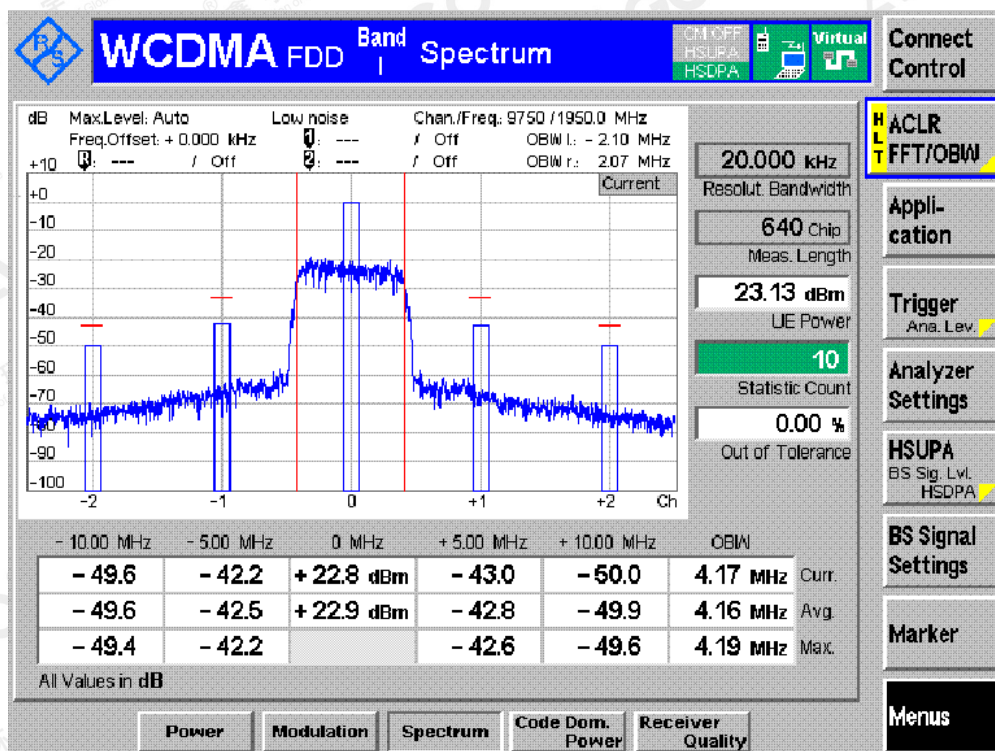 R&S
WCDMA FDD Band I Spectrum
CM OFF
HSUPA
HSDPA
Virtual
Connect Control
dB Max.Level: Auto Low noise Chan./Freq.: 9750 / 1950.0 MHz
Freq.Offset: + 0.000 kHz 1: --- / Off OBW l.: - 2.10 MHz
R: --- / Off 2: --- / Off OBW r.: 2.07 MHz
Current
+10
+0
-10
-20
-30
-40
-50
-60
-70
-80
-90
-100
-2 -1 0 +1 +2 Ch
20.000 kHz
Resolut. Bandwidth
640 Chip
Meas. Length
23.13 dBm
UE Power
10
Statistic Count
0.00 %
Out of Tolerance
- 10.00 MHz - 5.00 MHz 0 MHz + 5.00 MHz + 10.00 MHz OBW
- 49.6 - 42.2 + 22.8 dBm - 43.0 - 50.0 4.17 MHz Curr.
- 49.6 - 42.5 + 22.9 dBm - 42.8 - 49.9 4.16 MHz Avg.
- 49.4 - 42.2 - 42.6 - 49.6 4.19 MHz Max.
All Values in dB
HLT
ACLR
FFT/OBW
Appli-
cation
Trigger
Ana. Lev.
Analyzer
Settings
HSUPA
BS Sig. Lvl.
HSDPA
BS Signal
Settings
Marker
Menus
Power
Modulation
Spectrum
Code Dom.
Power
Receiver
Quality